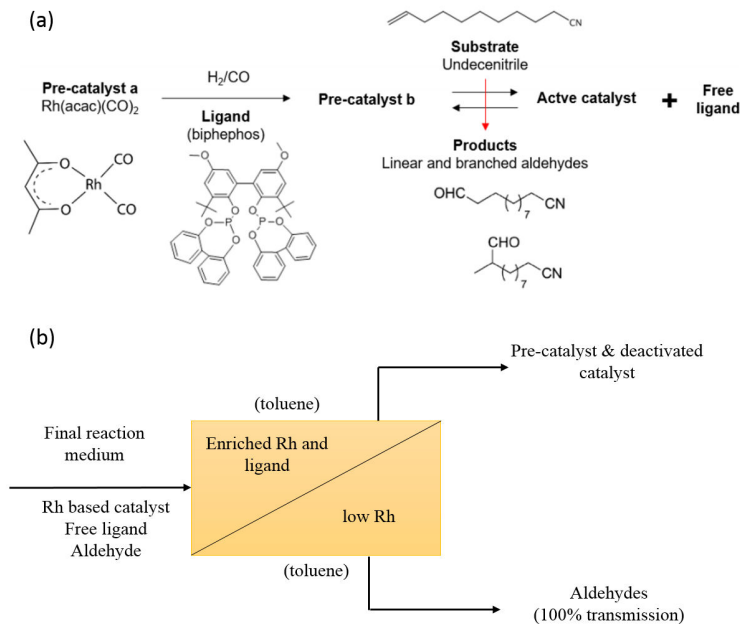 (a)
CN
Substrate
Undecenitrile
H₂/CO
Pre-catalyst a
Rh(acac)(CO)₂
Ligand
(biphephos)
Pre-catalyst b
Actve catalyst
+
Free
ligand
Products
Linear and branched aldehydes
O
CO
Rh
O
CO
O
O
O
O
P
P
O
O
O
O
OHC
7
CN
CHO
7
CN
(b)
Pre-catalyst & deactivated
catalyst
(toluene)
Final reaction
medium
Enriched Rh and
ligand
Rh based catalyst
Free ligand
Aldehyde
low Rh
(toluene)
Aldehydes
(100% transmission)